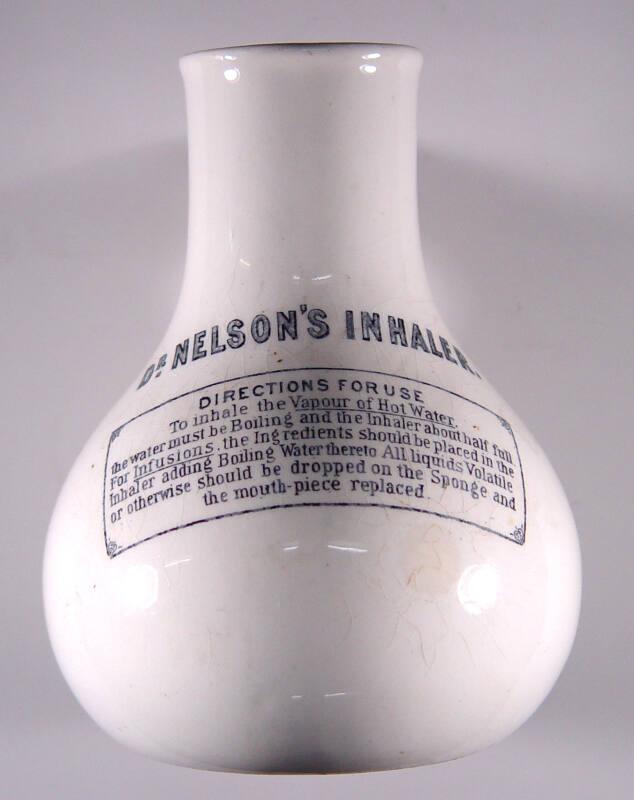 DR NELSON'S INHALER.
DIRECTIONS FOR USE
To inhale the Vapour of Hot Water,
the water must be Boiling and the Inhaler about half full
For Infusions, the Ingredients should be placed in the
Inhaler adding Boiling Water thereto All liquids Volatile
or otherwise should be dropped on the Sponge and
the mouth-piece replaced.